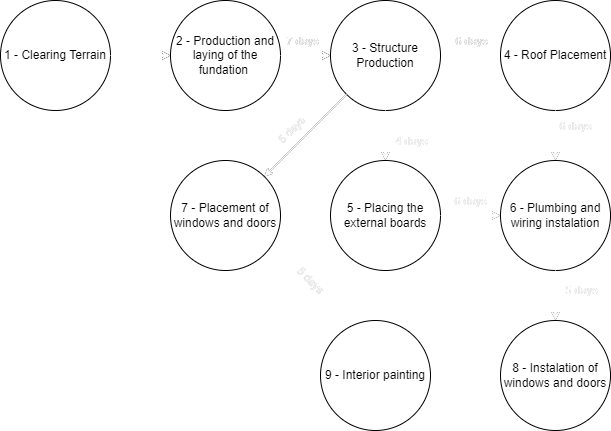 1 - Clearing Terrain
2 - Production and
laying of the
fundation
7 days
3 - Structure
Production
6 days
4 - Roof Placement
5 days
4 days
6 days
7 - Placement of
windows and doors
5 - Placing the
external boards
6 days
6 - Plumbing and
wiring instalation
5 days
5 days
9 - Interior painting
8 - Instalation of
windows and doors